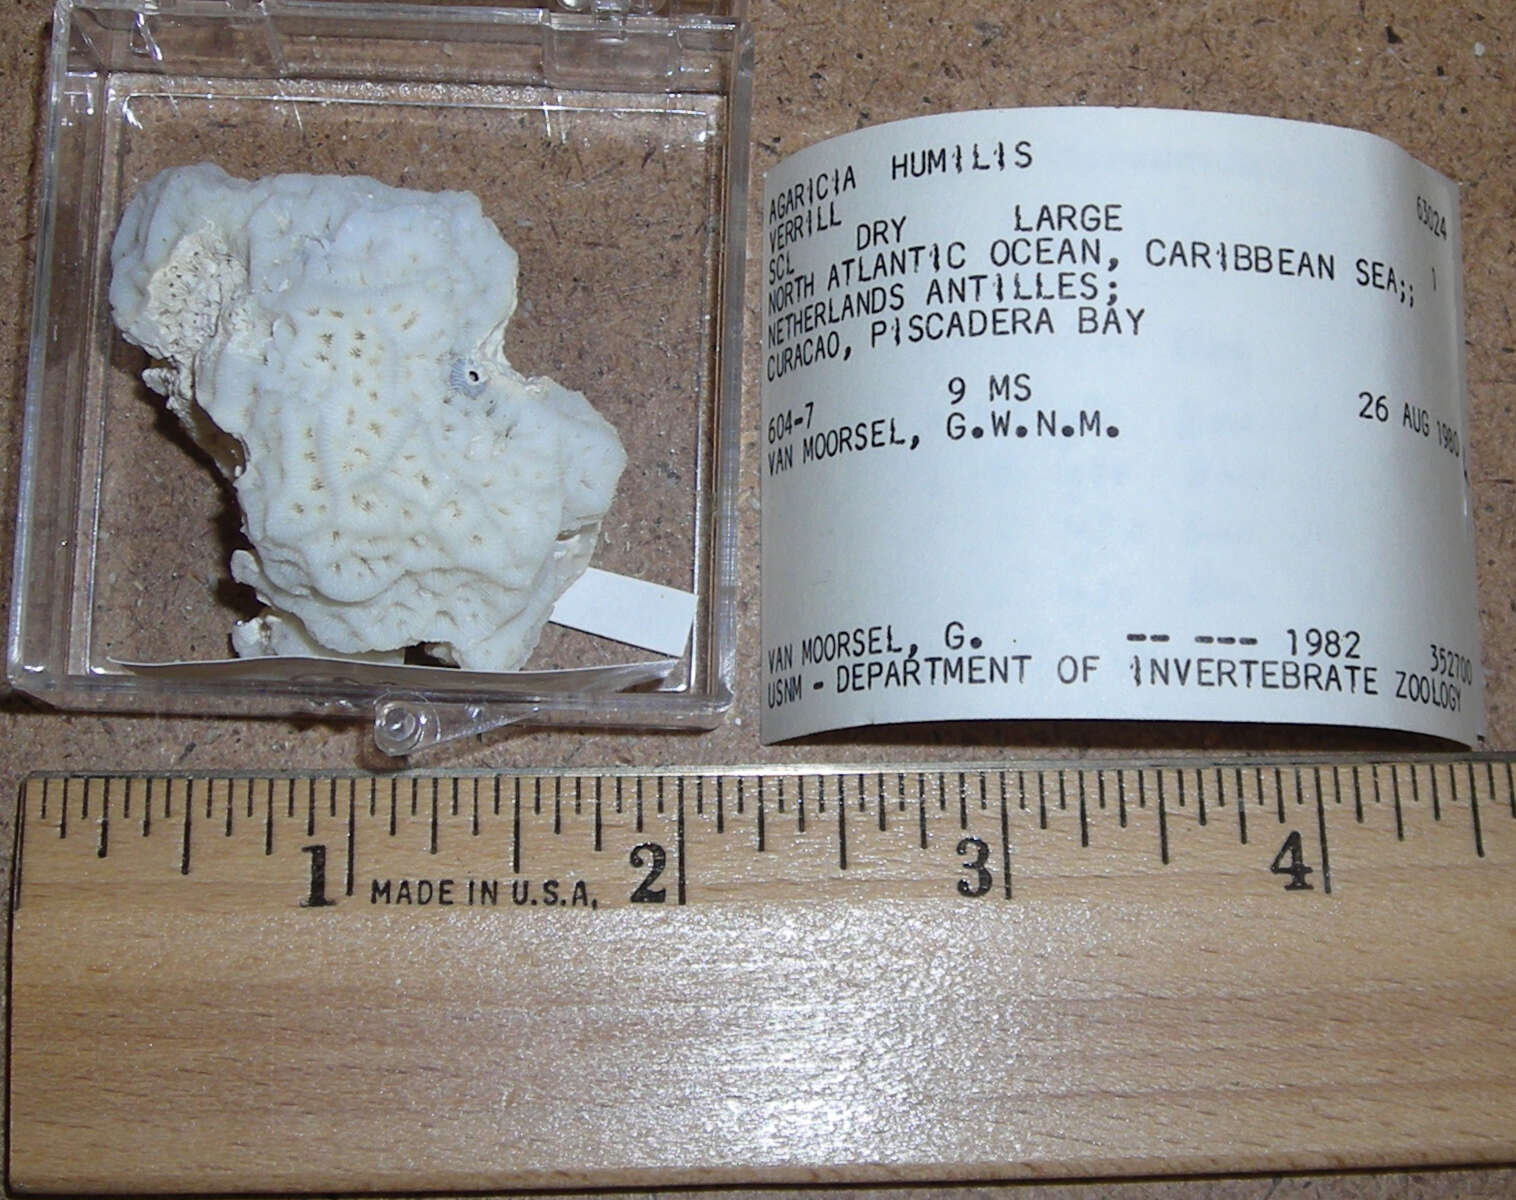 AGARICIA HUMILIS 63024
VERRILL
SCL DRY LARGE 1
NORTH ATLANTIC OCEAN, CARIBBEAN SEA;;
NETHERLANDS ANTILLES;
CURACAO, PISCADERA BAY
9 MS
604-7 26 AUG 1980
VAN MOORSEL, G.W.N.M.
VAN MOORSEL, G. -- --- 1982 352700
USNM - DEPARTMENT OF INVERTEBRATE ZOOLOGY
1 2 3 4
MADE IN U.S.A.